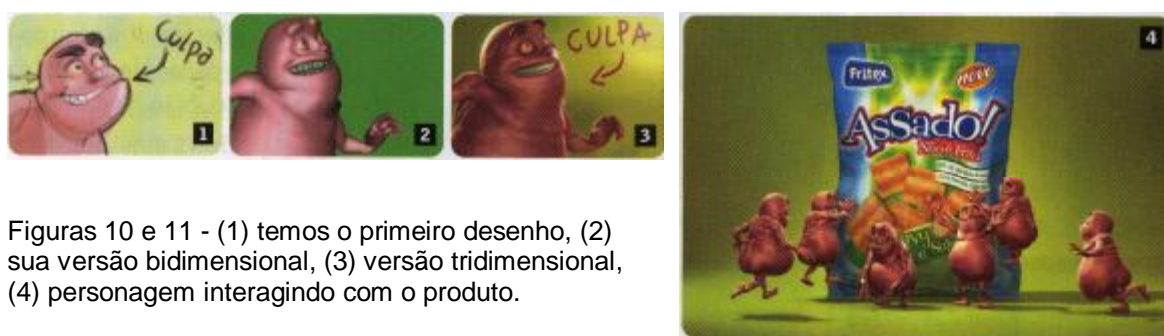 Culpa
1
2
CULPA
3
4
Fritex
novo
AsSado!
Figuras 10 e 11 - (1) temos o primeiro desenho, (2)
sua versão bidimensional, (3) versão tridimensional,
(4) personagem interagindo com o produto.